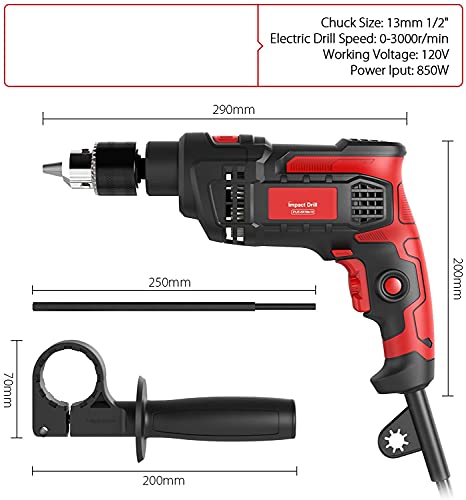 Chuck Size: 13mm 1/2"
Electric Drill Speed: 0-3000r/min
Working Voltage: 120V
Power Iput: 850W
290mm
Impact Drill
200mm
250mm
70mm
200mm